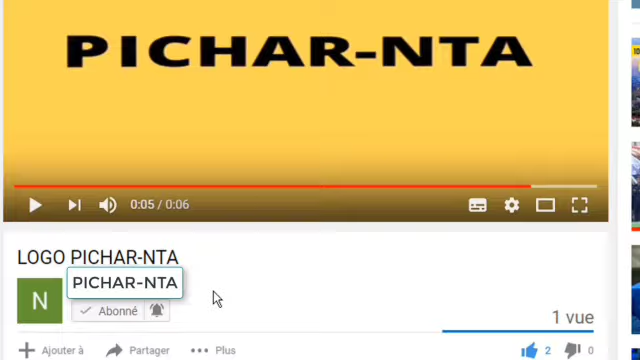 PICHAR-NTA
0:05 / 0:06
LOGO PICHAR-NTA
N
PICHAR-NTA
Abonné
1 vue
Ajouter à Partager Plus 2 0